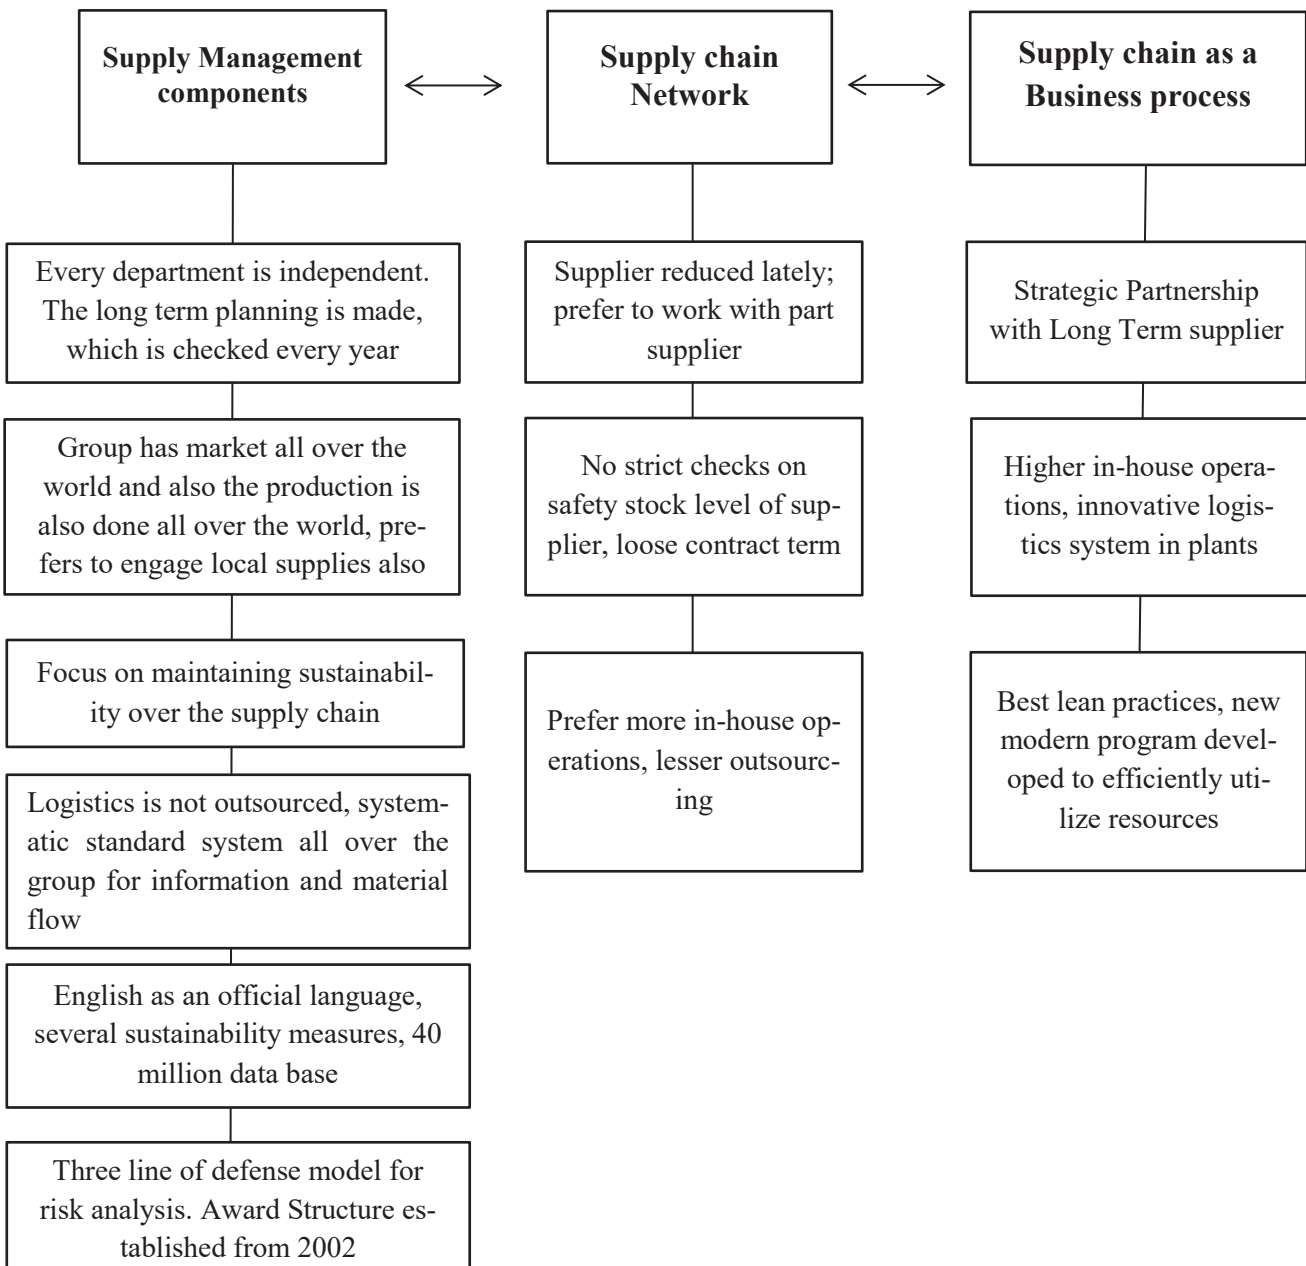 Supply Management
components
Supply chain
Network
Supply chain as a
Business process
Every department is independent.
The long term planning is made,
which is checked every year
Group has market all over the
world and also the production is
also done all over the world, pre-
fers to engage local supplies also
Focus on maintaining sustainabil-
ity over the supply chain
Logistics is not outsourced, system-
atic standard system all over the
group for information and material
flow
English as an official language,
several sustainability measures, 40
million data base
Three line of defense model for
risk analysis. Award Structure es-
tablished from 2002
Supplier reduced lately;
prefer to work with part
supplier
No strict checks on
safety stock level of sup-
plier, loose contract term
Prefer more in-house op-
erations, lesser outsourc-
ing
Strategic Partnership
with Long Term supplier
Higher in-house opera-
tions, innovative logis-
tics system in plants
Best lean practices, new
modern program devel-
oped to efficiently uti-
lize resources